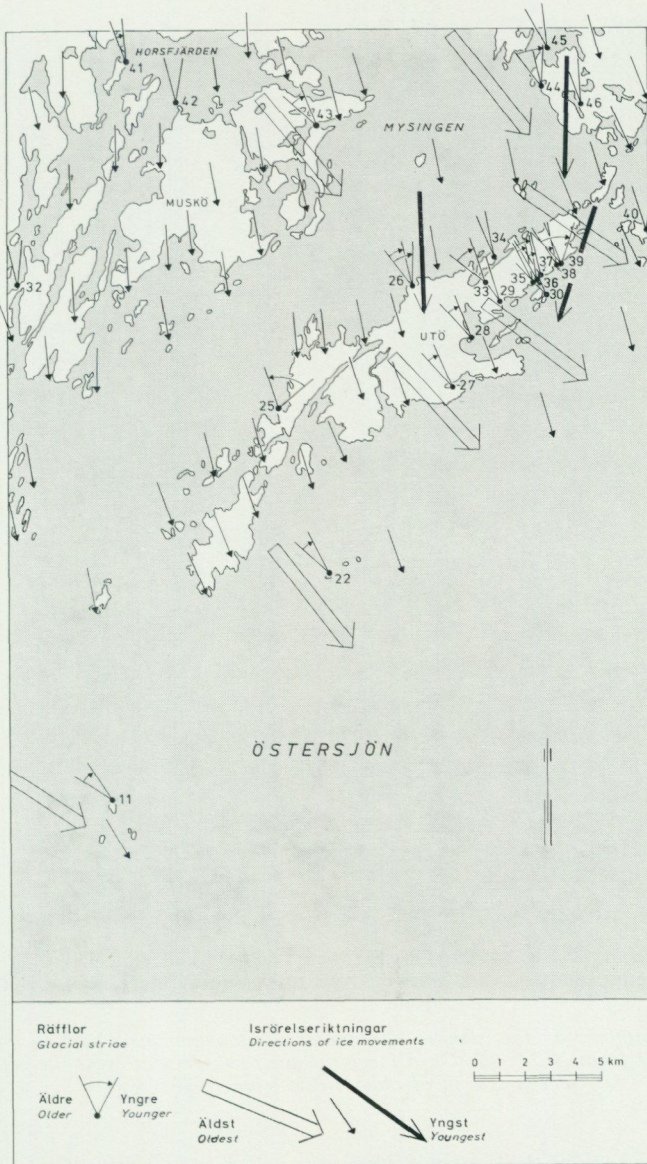 HORSFJÄRDEN
45
41
44
46
42
43
MYSINGEN
MUSKÖ
40
34
37 39
38
32
26
35
36
33
29
30
UTÖ
28
27
25
22
ÖSTERSJÖN
11
Räfflor
Glacial striae
Isrörelseriktningar
Directions of ice movements
0 1 2 3 4 5 km
Äldre Yngre
Older Younger
Äldst
Oldest
Yngst
Youngest